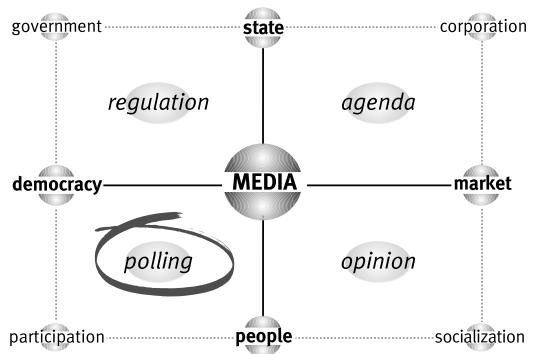 government
state
corporation
regulation
agenda
democracy
MEDIA
market
polling
opinion
participation
people
socialization